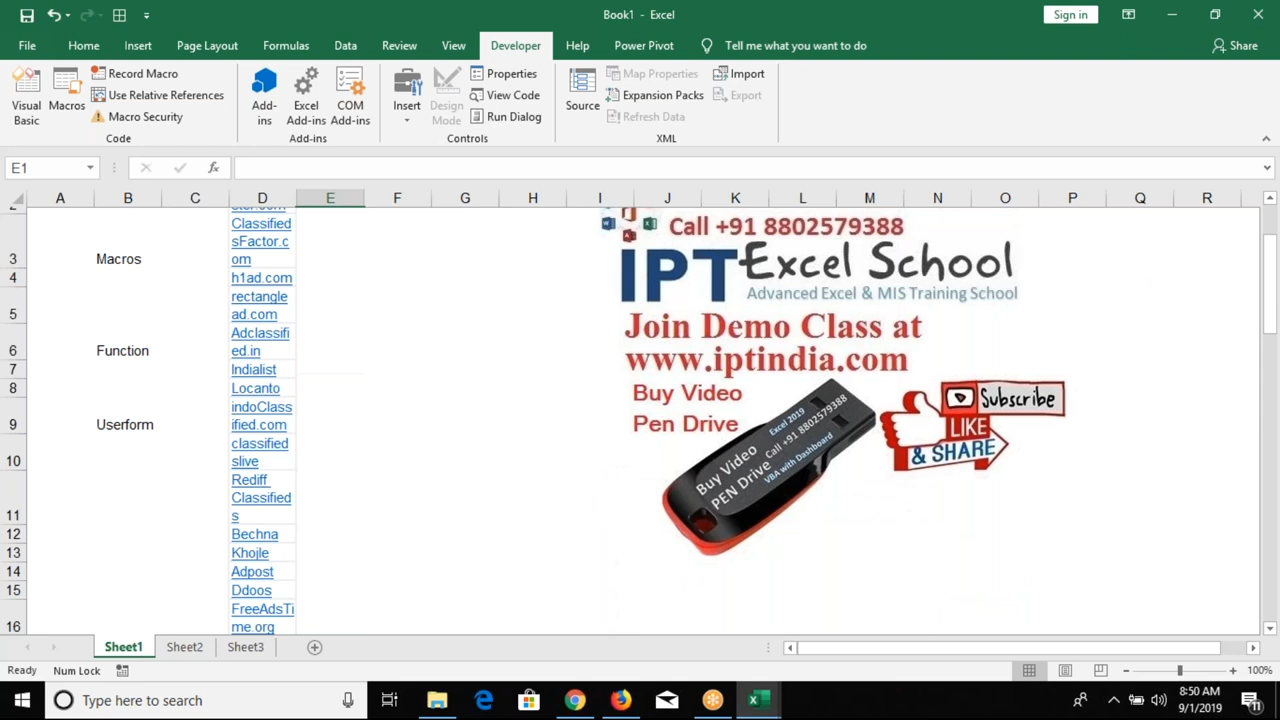 Book1 - Excel
Sign in
File Home Insert Page Layout Formulas Data Review View Developer Help Power Pivot Tell me what you want to do Share
Visual Basic
Macros
Record Macro
Use Relative References
Macro Security
Code
Add-ins
Excel Add-ins
COM Add-ins
Add-ins
Insert
Design Mode
Properties
View Code
Run Dialog
Controls
Source
Map Properties
Expansion Packs
Refresh Data
Import
Export
XML
E1
fx
A B C D E F G H I J K L M N O P Q R
2
Classified
sFactor.c
3 Macros om
4 h1ad.com
rectangle
5 ad.com
Adclassifi
6 Function ed.in
7 Indialist
8 Locanto
indoClass
9 Userform ified.com
classified
10 slive
Rediff
Classified
11 s
12 Bechna
13 Khojle
14 Adpost
15 Ddoos
FreeAdsTi
16 me.org
Call +91 8802579388
IPT Excel School
Advanced Excel & MIS Training School
Join Demo Class at
www.iptindia.com
Buy Video
Pen Drive
Buy Video
PEN Drive
Excel 2019
Call +91 8802579388
VBA with Dashboard
Subscribe
LIKE
& SHARE
Sheet1 Sheet2 Sheet3
Ready Num Lock 100%
Type here to search
8:50 AM
9/1/2019
11